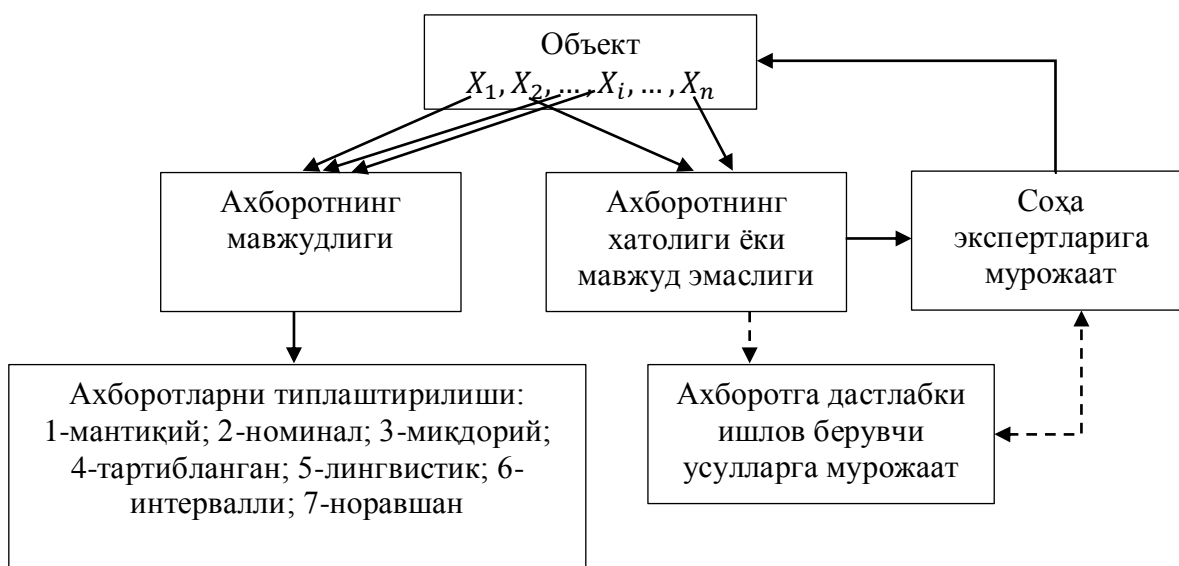 Объект
X₁, X₂, … , Xᵢ, … , Xₙ
Ахборотнинг
мавжудлиги
Ахборотнинг
хатолиги ёки
мавжуд эмаслиги
Соҳа
экспертларига
мурожаат
Ахборотларни типлаштирилиши:
1-мантиқий; 2-номинал; 3-миқдорий;
4-тартибланган; 5-лингвистик; 6-
интервалли; 7-норавшан
Ахборотга дастлабки
ишлов берувчи
усулларга мурожаат